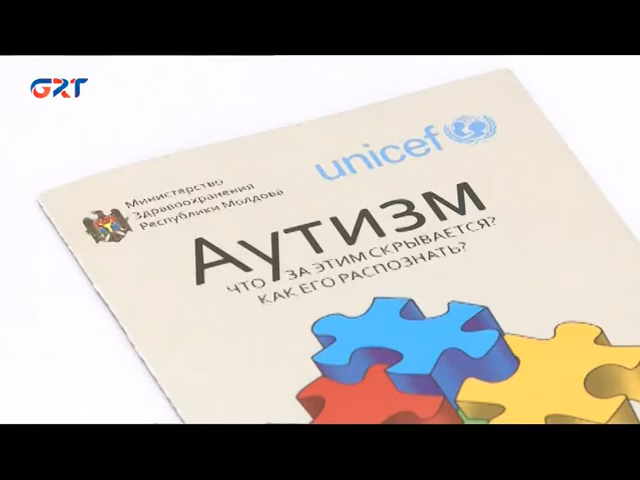 GRT
unicef
Министерство
Здравоохранения
Республики Молдова
Аутизм
ЧТО ЗА ЭТИМ СКРЫВАЕТСЯ?
КАК ЕГО РАСПОЗНАТЬ?